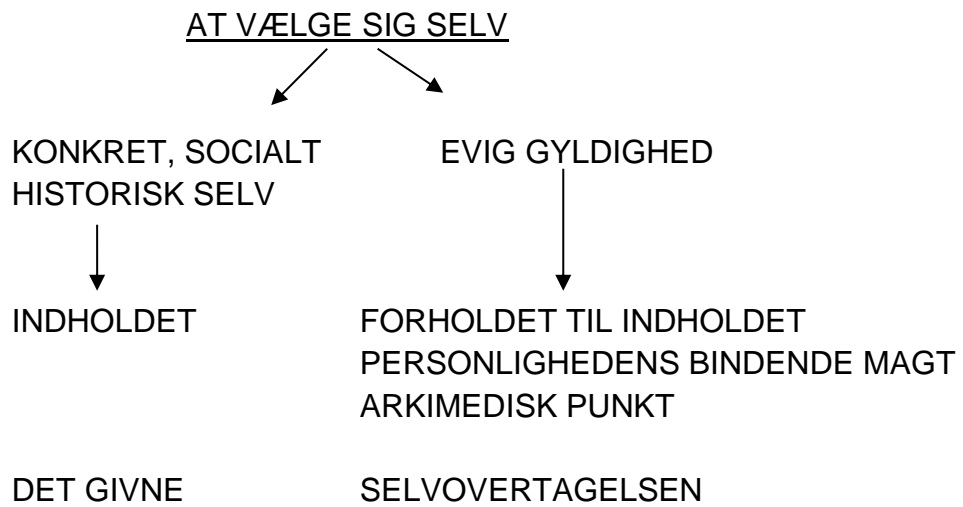 AT VÆLGE SIG SELV
KONKRET, SOCIALT
HISTORISK SELV
EVIG GYLDIGHED
INDHOLDET
FORHOLDET TIL INDHOLDET
PERSONLIGHEDENS BINDENDE MAGT
ARKIMEDISK PUNKT
DET GIVNE
SELVOVERTAGELSEN